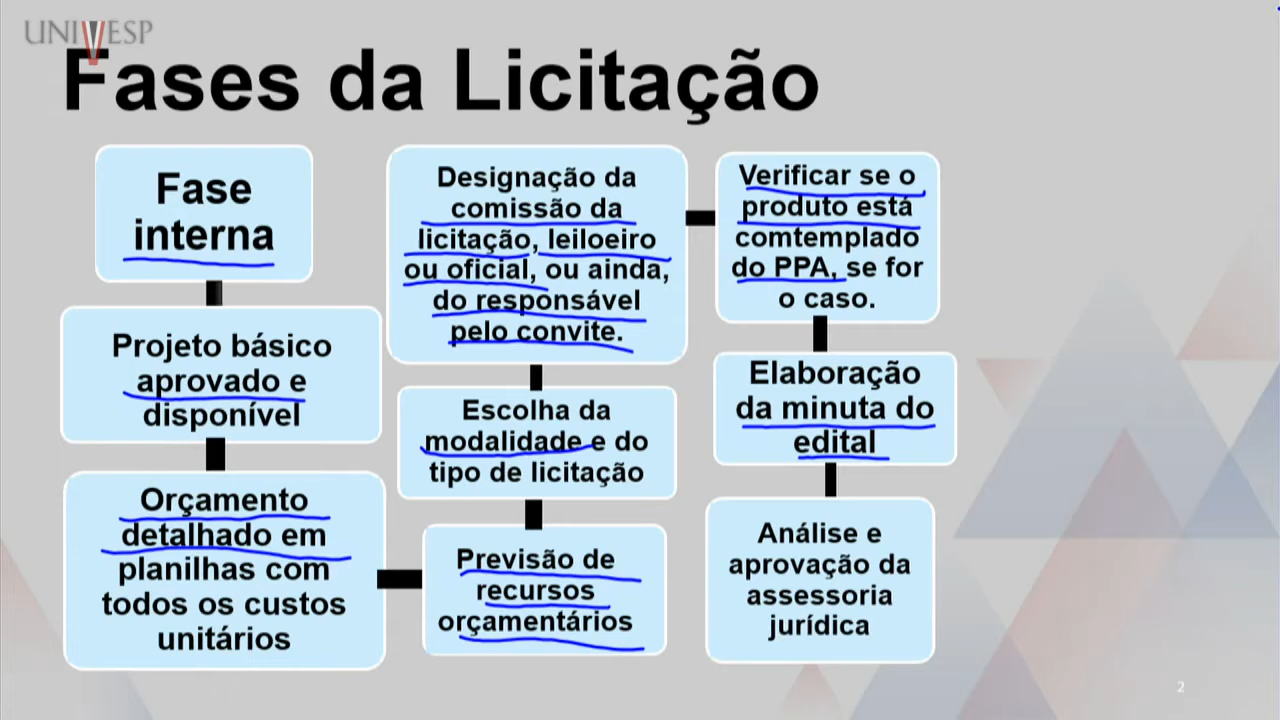 UNIVESP
Fases da Licitação
Fase
interna
Projeto básico
aprovado e
disponível
Orçamento
detalhado em
planilhas com
todos os custos
unitários
Previsão de
recursos
orçamentários
Escolha da
modalidade e do
tipo de licitação
Designação da
comissão da
licitação, leiloeiro
ou oficial, ou ainda,
do responsável
pelo convite.
Verificar se o
produto está
comtemplado
do PPA, se for
o caso.
Elaboração
da minuta do
edital
Análise e
aprovação da
assessoria
jurídica
2